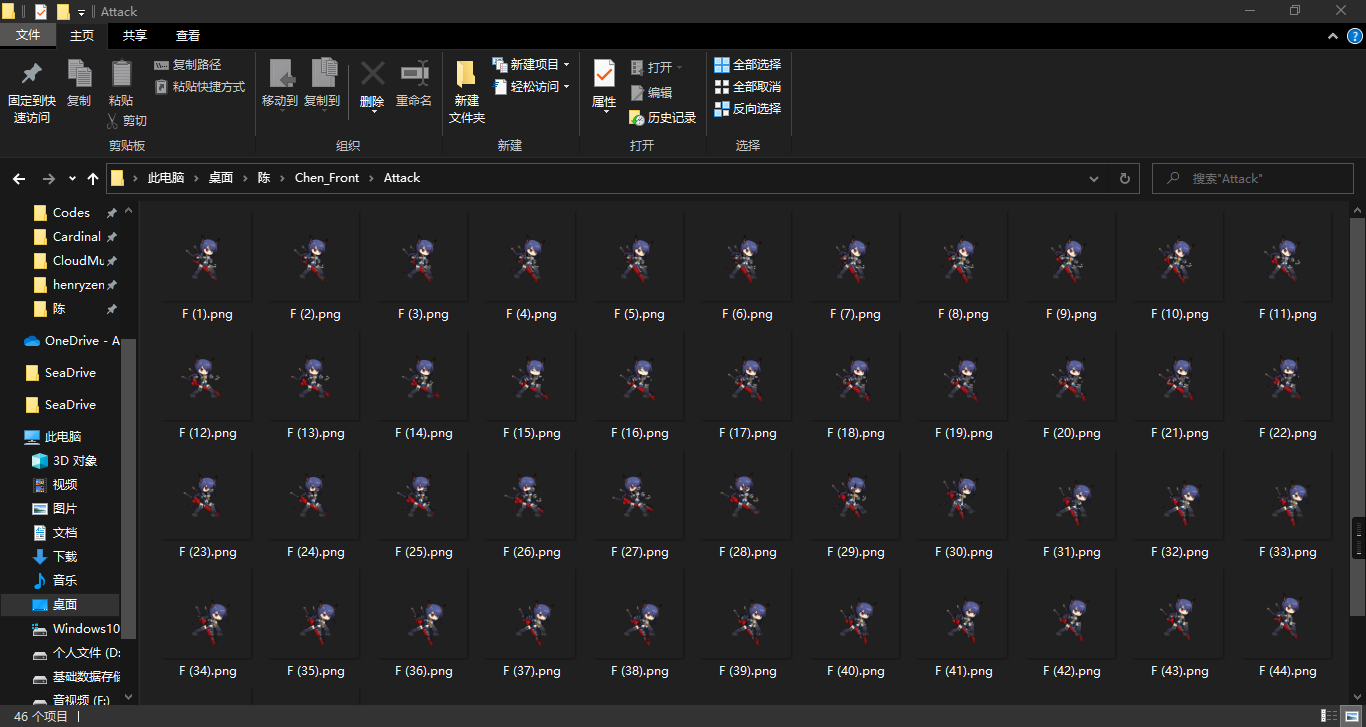 Attack
文件 主页 共享 查看
固定到快
速访问
复制
粘贴
复制路径
粘贴快捷方式
剪切
剪贴板
移动到 复制到
删除 重命名
组织
新建
文件夹
新建项目
轻松访问
新建
属性
打开
编辑
历史记录
打开
全部选择
全部取消
反向选择
选择
此电脑 桌面 陈 Chen_Front Attack
搜索"Attack"
Codes
Cardinal
CloudMu
henryzen
陈
OneDrive - A
SeaDrive
SeaDrive
此电脑
3D 对象
视频
图片
文档
下载
音乐
桌面
Windows10
个人文件 (D:
基础数据存储
音视频 (F:)
F (1).png F (2).png F (3).png F (4).png F (5).png F (6).png F (7).png F (8).png F (9).png F (10).png F (11).png
F (12).png F (13).png F (14).png F (15).png F (16).png F (17).png F (18).png F (19).png F (20).png F (21).png F (22).png
F (23).png F (24).png F (25).png F (26).png F (27).png F (28).png F (29).png F (30).png F (31).png F (32).png F (33).png
F (34).png F (35).png F (36).png F (37).png F (38).png F (39).png F (40).png F (41).png F (42).png F (43).png F (44).png
46 个项目